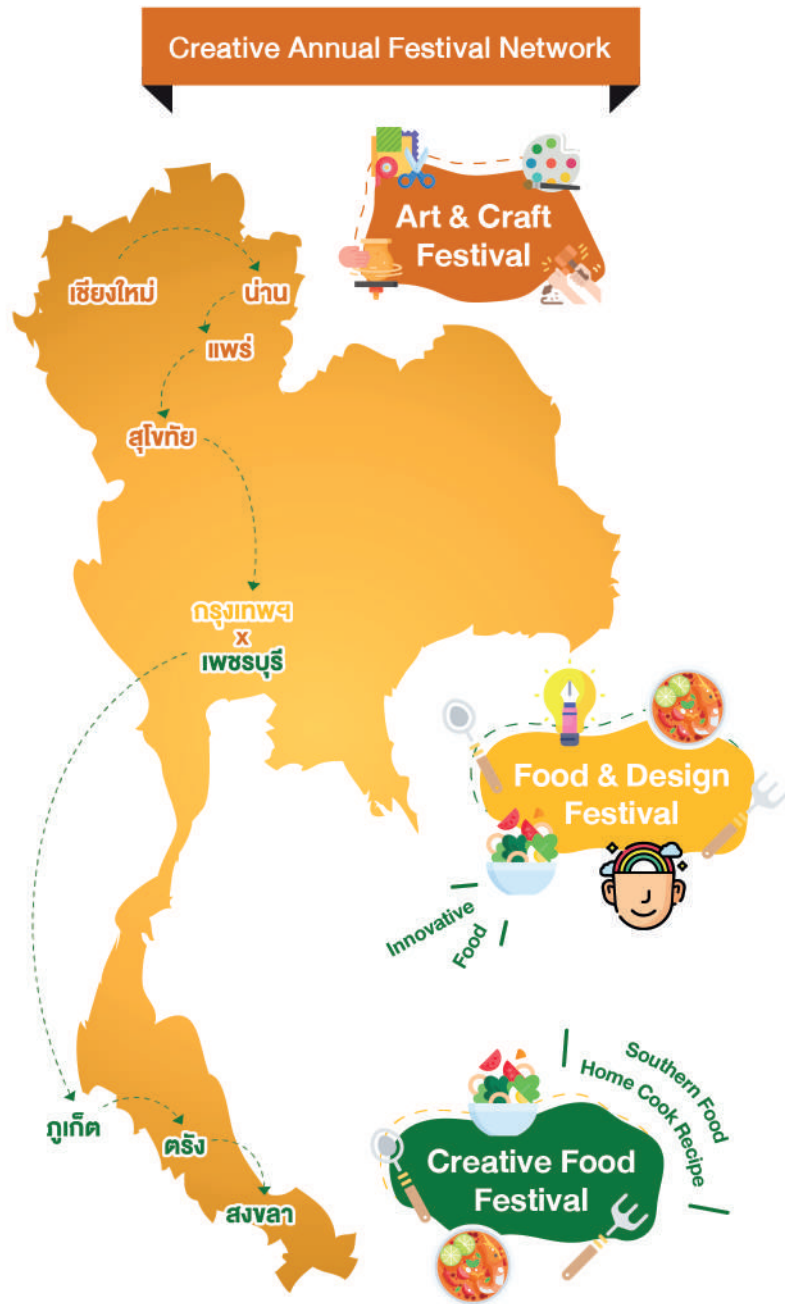 Creative Annual Festival Network
Art & Craft
Festival
เชียงใหม่
น่าน
แพร่
สุโขทัย
กรุงเทพฯ
x
เพชรบุรี
Food & Design
Festival
Innovative
Food
Southern Food
Home Cook Recipe
ภูเก็ต
ตรัง
สงขลา
Creative Food
Festival